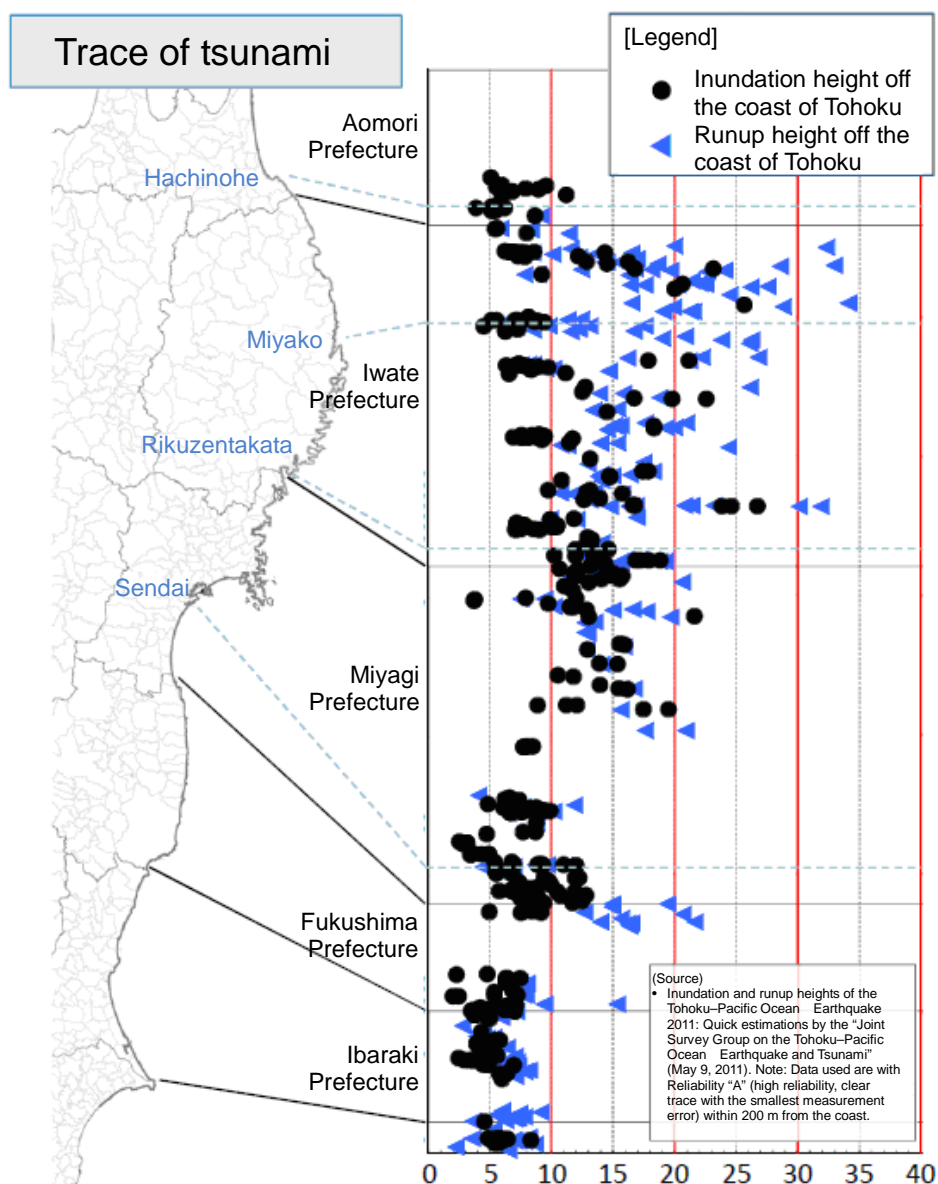 Trace of tsunami
[Legend]
Inundation height off
the coast of Tohoku
Runup height off the
coast of Tohoku
Aomori
Prefecture
Hachinohe
Miyako
Iwate
Prefecture
Rikuzentakata
Sendai
Miyagi
Prefecture
Fukushima
Prefecture
Ibaraki
Prefecture
(Source)
• Inundation and runup heights of the
Tohoku–Pacific Ocean Earthquake
2011: Quick estimations by the "Joint
Survey Group on the Tohoku–Pacific
Ocean Earthquake and Tsunami"
(May 9, 2011). Note: Data used are with
Reliability "A" (high reliability, clear
trace with the smallest measurement
error) within 200 m from the coast.
0 5 10 15 20 25 30 35 40